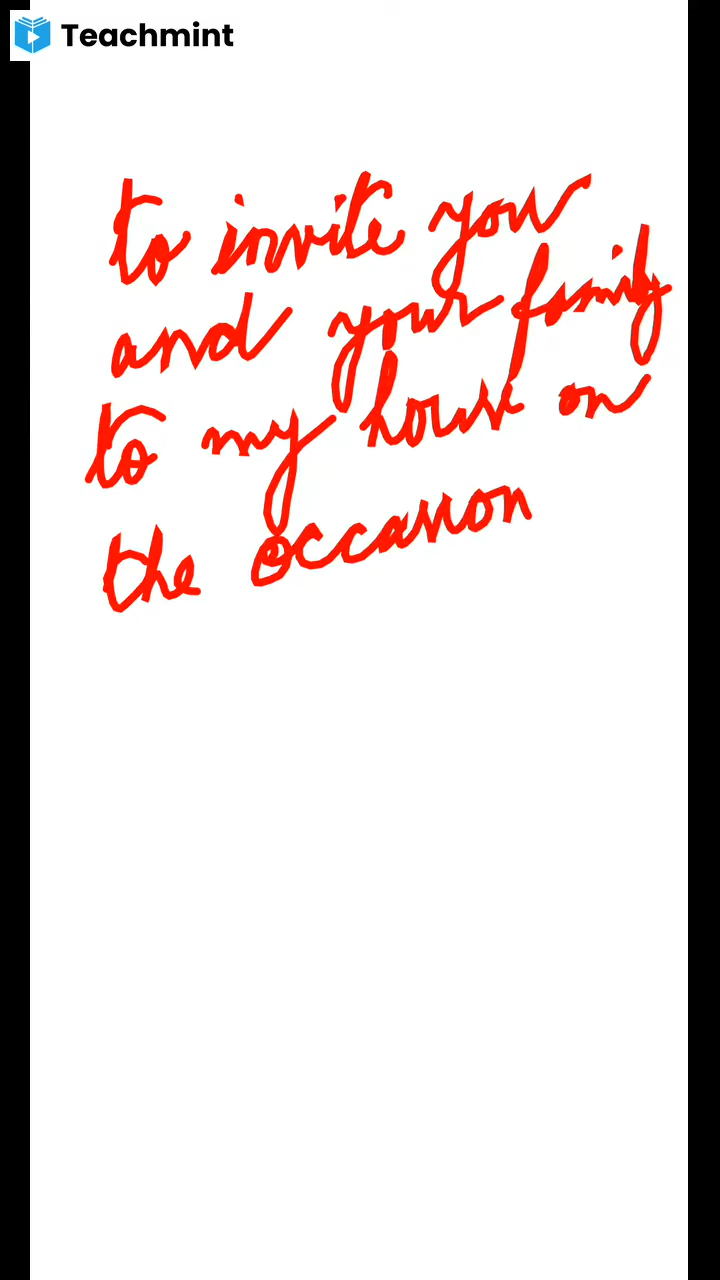 Teachmint
to invite you
and your family
to my house on
the occasion